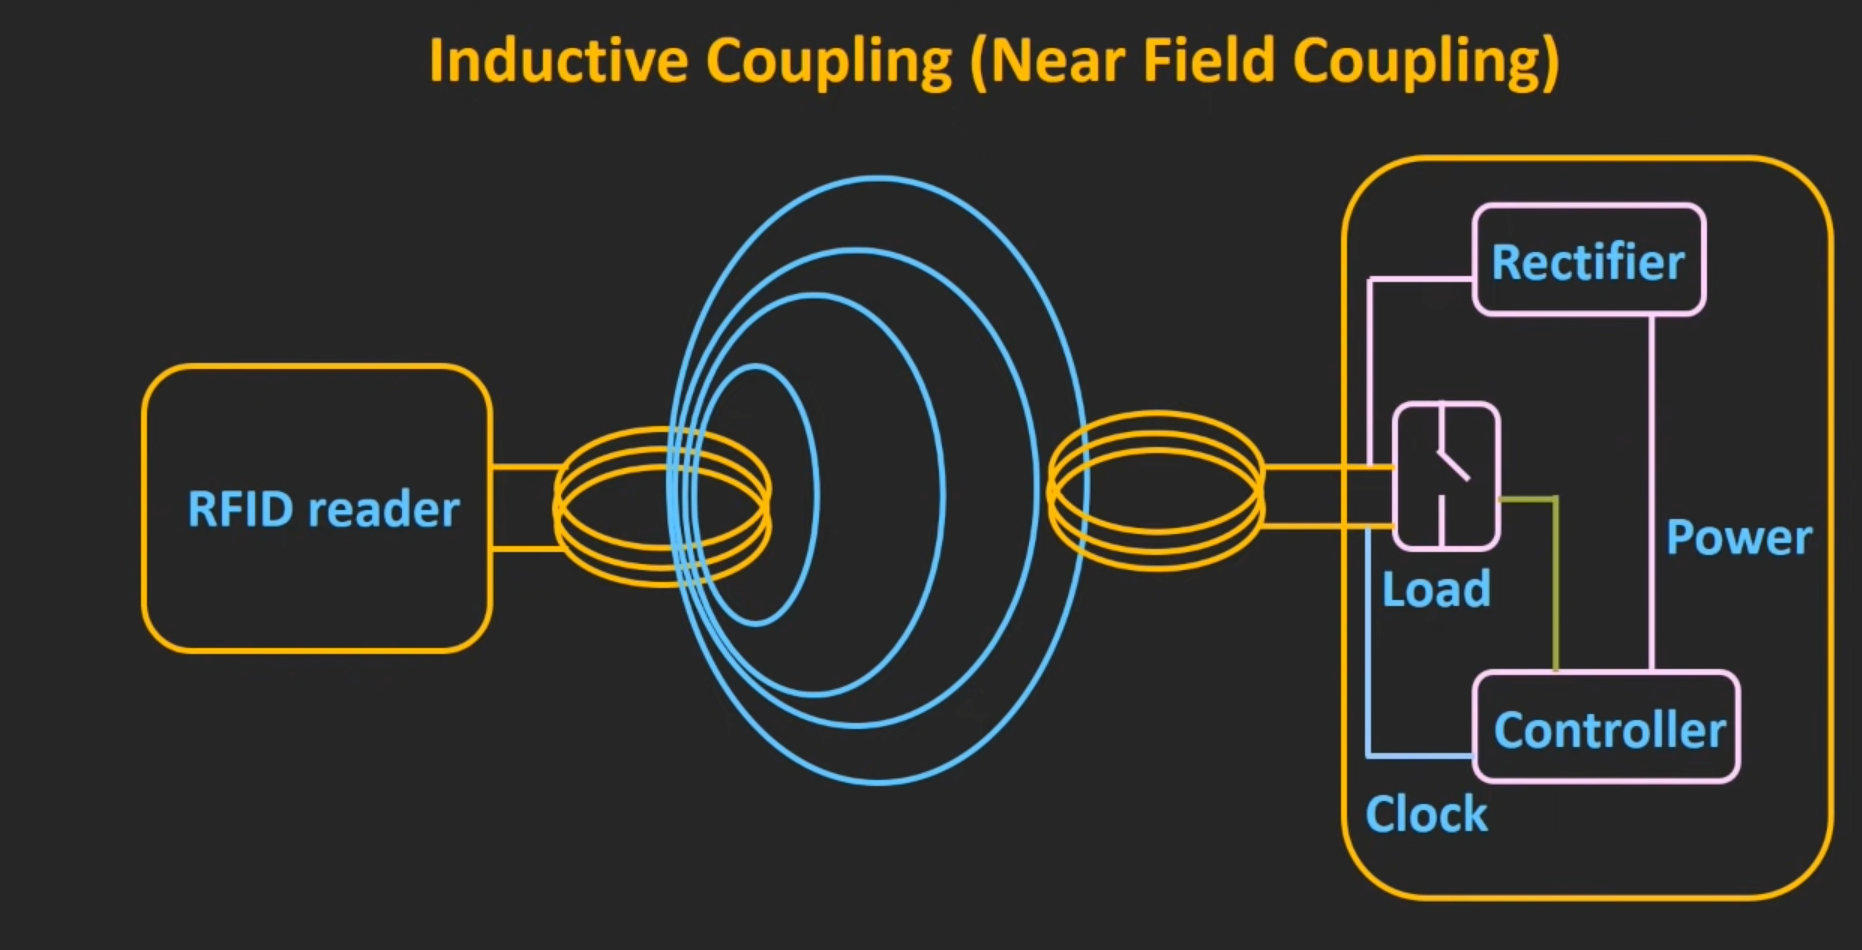 Inductive Coupling (Near Field Coupling)
RFID reader
Rectifier
Load
Power
Controller
Clock